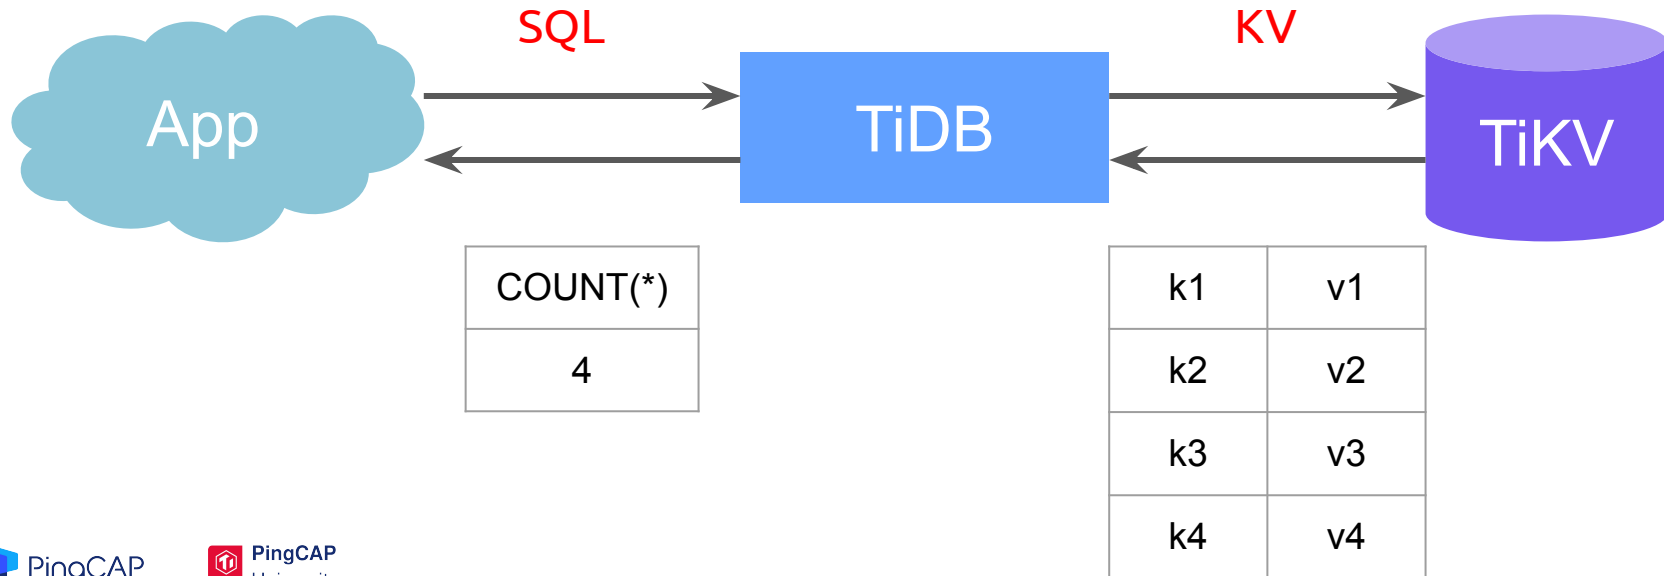 SQL
KV
App
TiDB
TiKV
COUNT(*)
4
k1 v1
k2 v2
k3 v3
k4 v4
PingCAP
PingCAP